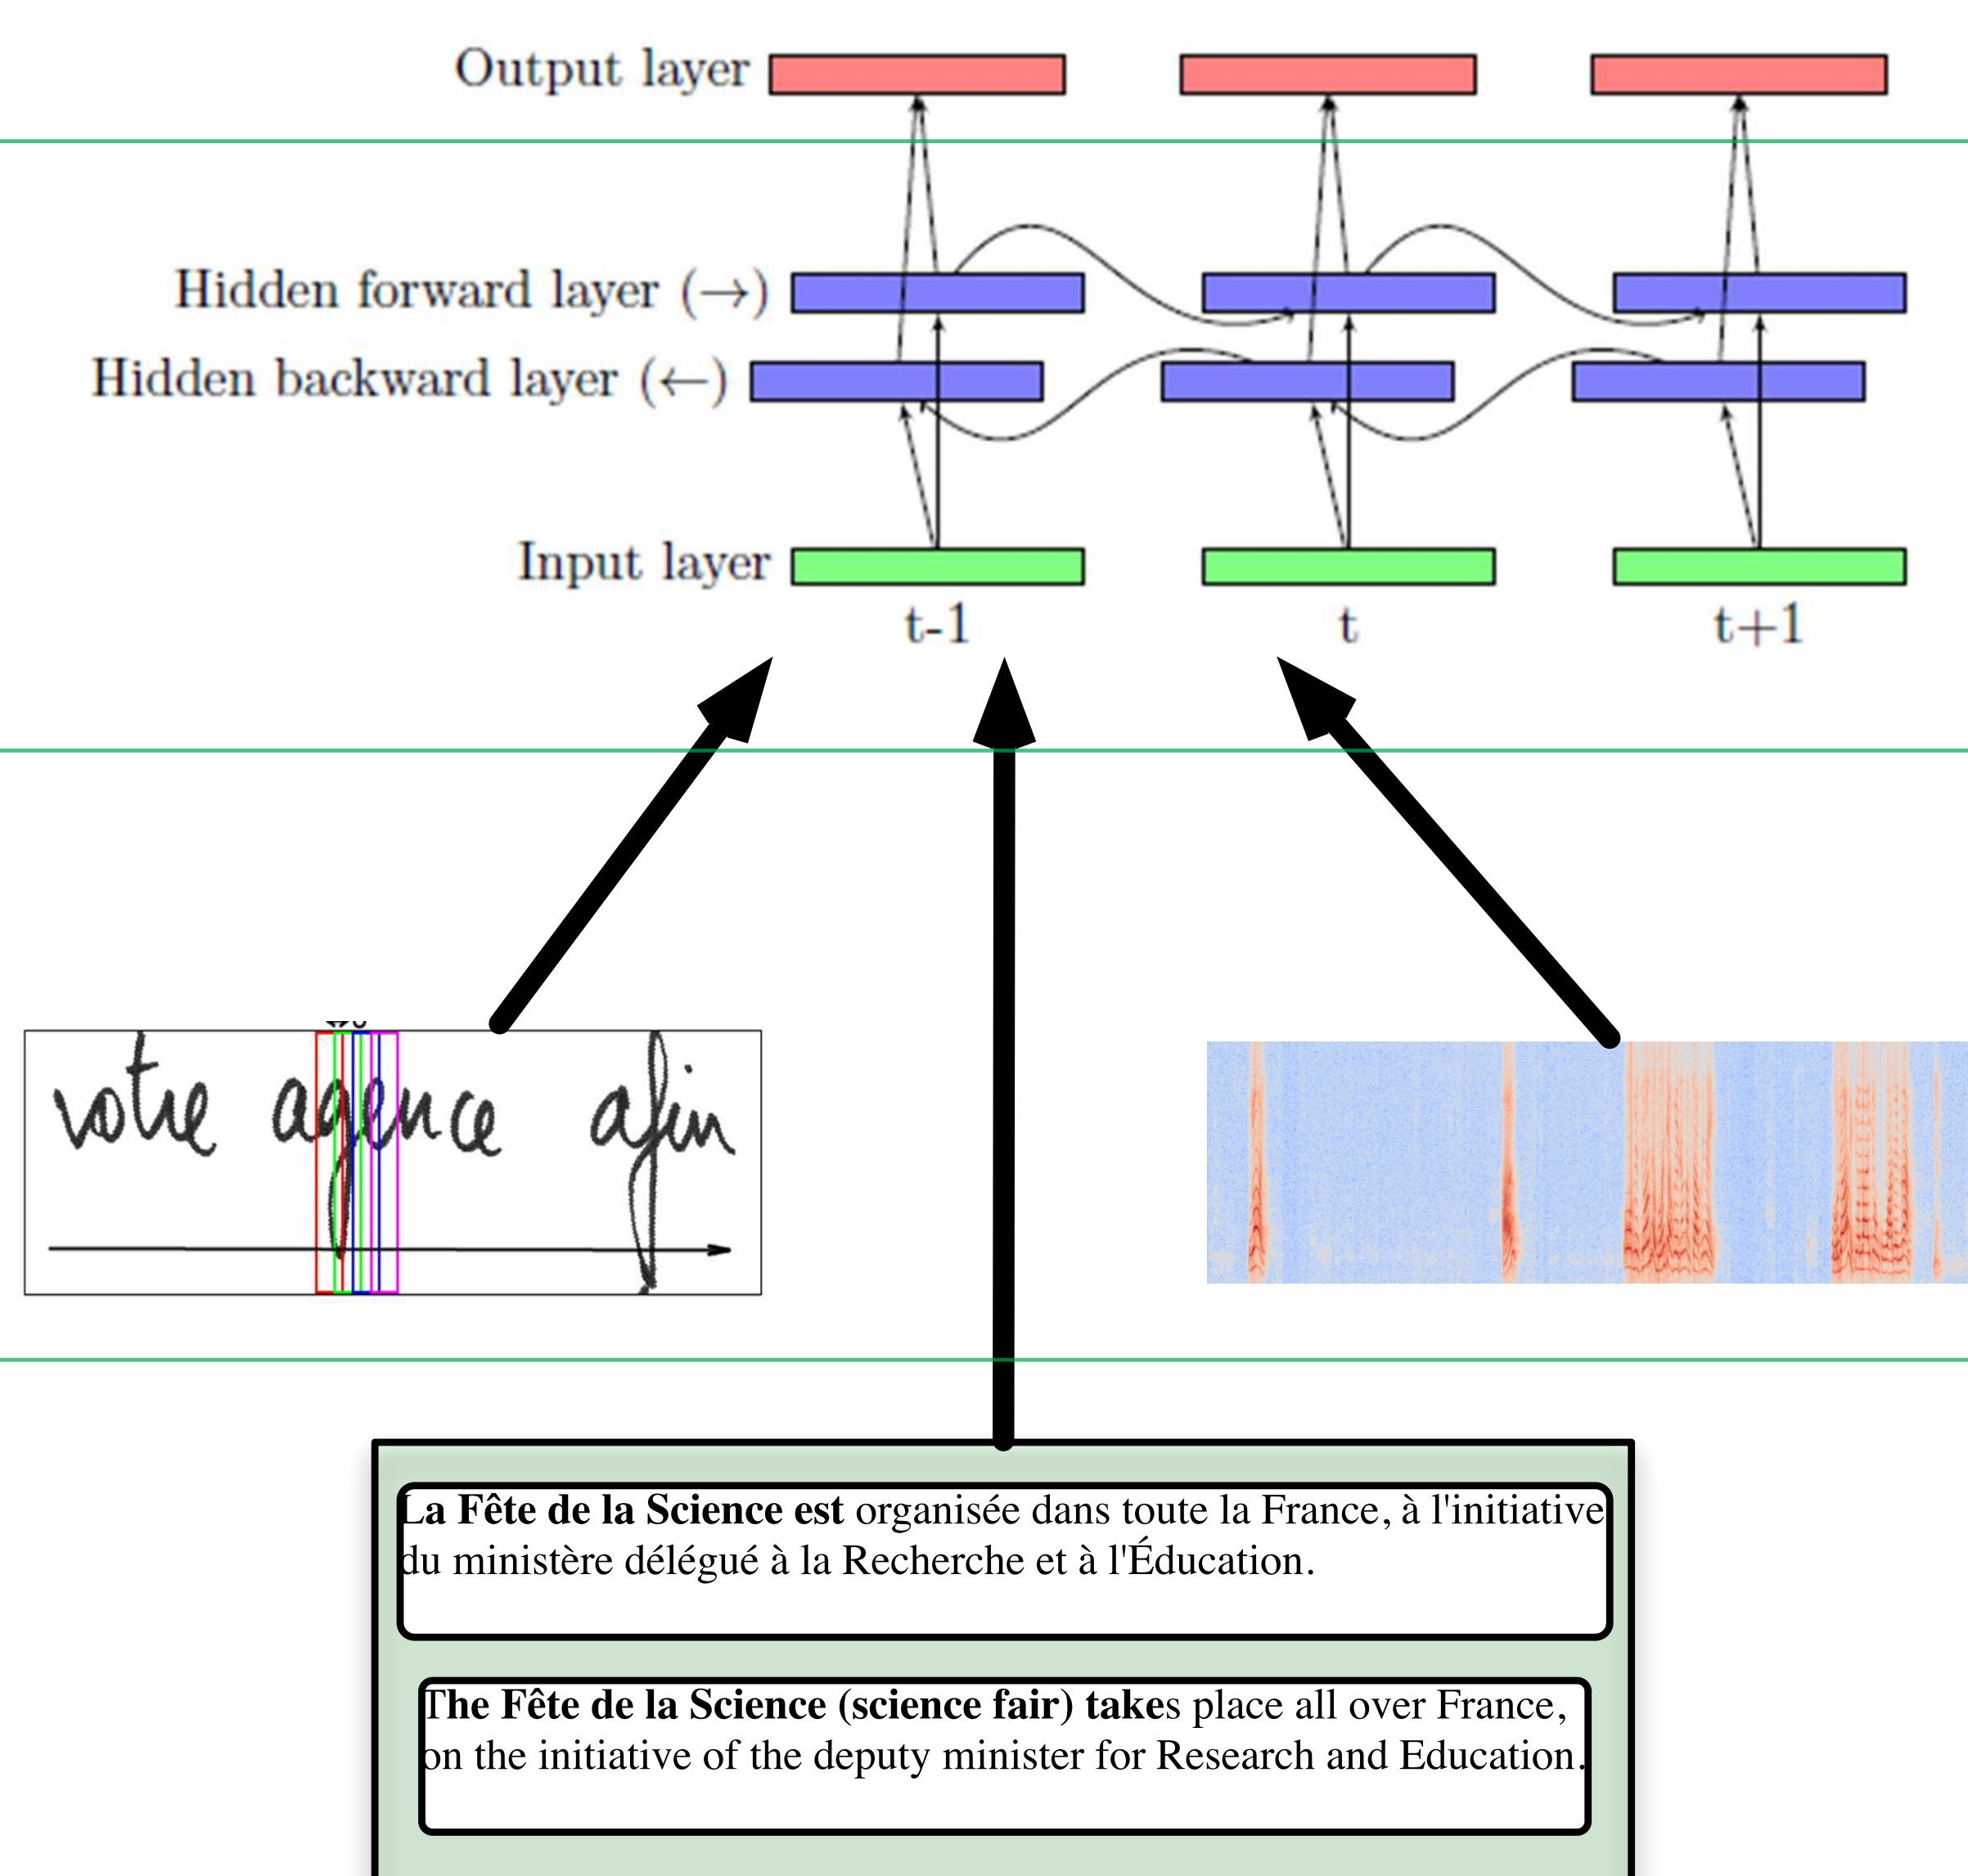 Output layer
Hidden forward layer (→)
Hidden backward layer (←)
Input layer
t-1 t t+1
votre agence afin
La Fête de la Science est organisée dans toute la France, à l'initiative
du ministère délégué à la Recherche et à l'Éducation.
The Fête de la Science (science fair) takes place all over France,
on the initiative of the deputy minister for Research and Education.